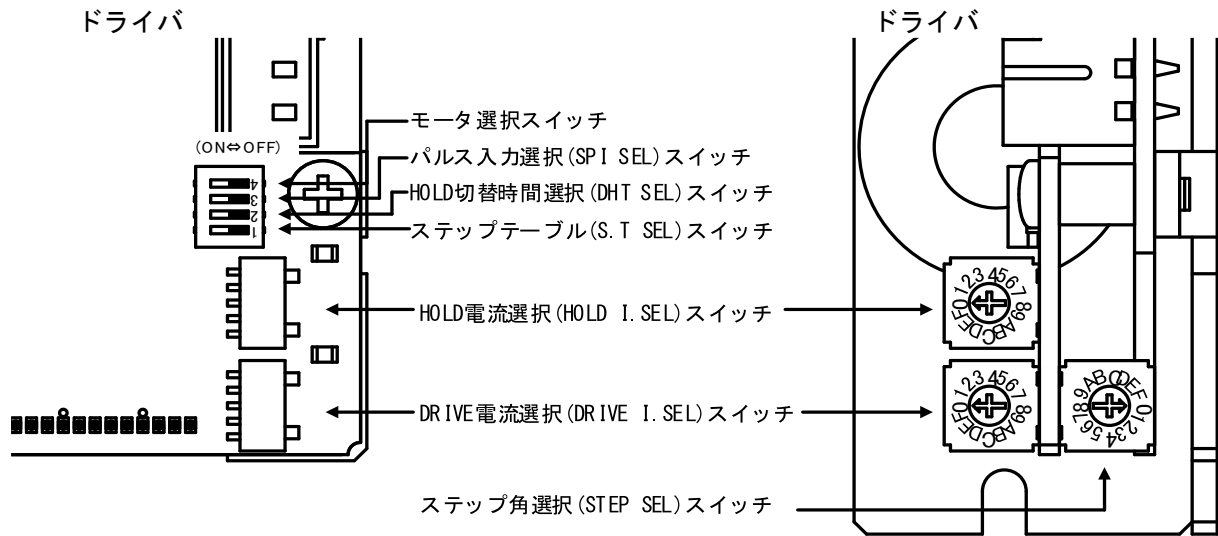 ドライバ
ドライバ
(ON⇔OFF)
モータ選択スイッチ
パルス入力選択(SPI SEL)スイッチ
HOLD切替時間選択(DHT SEL)スイッチ
ステップテーブル(S.T SEL)スイッチ
4
3
2
1
HOLD電流選択(HOLD I.SEL)スイッチ
0123456789ABCDEF
DRIVE電流選択(DRIVE I.SEL)スイッチ
0123456789ABCDEF
0123456789ABCDEF
ステップ角選択(STEP SEL)スイッチ